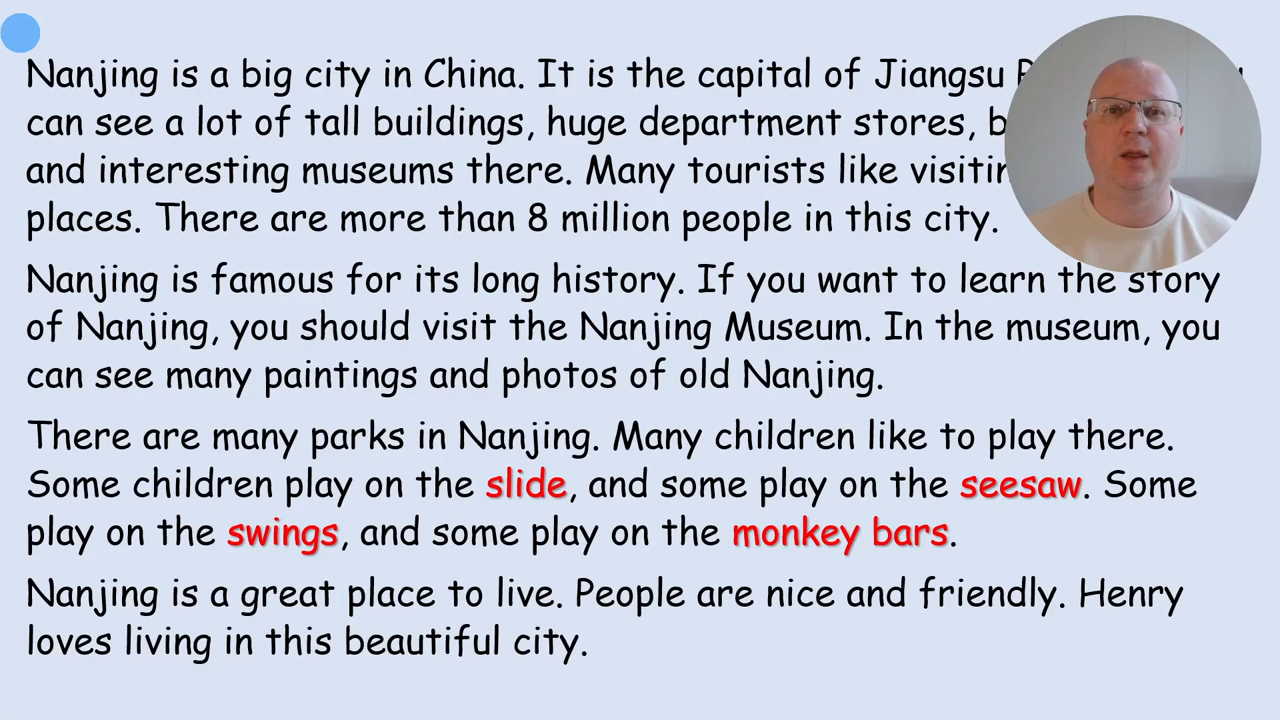 Nanjing is a big city in China. It is the capital of Jiangsu
can see a lot of tall buildings, huge department stores,
and interesting museums there. Many tourists like
places. There are more than 8 million people in this city.
Nanjing is famous for its long history. If you want to learn the story
of Nanjing, you should visit the Nanjing Museum. In the museum, you
can see many paintings and photos of old Nanjing.
There are many parks in Nanjing. Many children like to play there.
Some children play on the slide, and some play on the seesaw. Some
play on the swings, and some play on the monkey bars.
Nanjing is a great place to live. People are nice and friendly. Henry
loves living in this beautiful city.